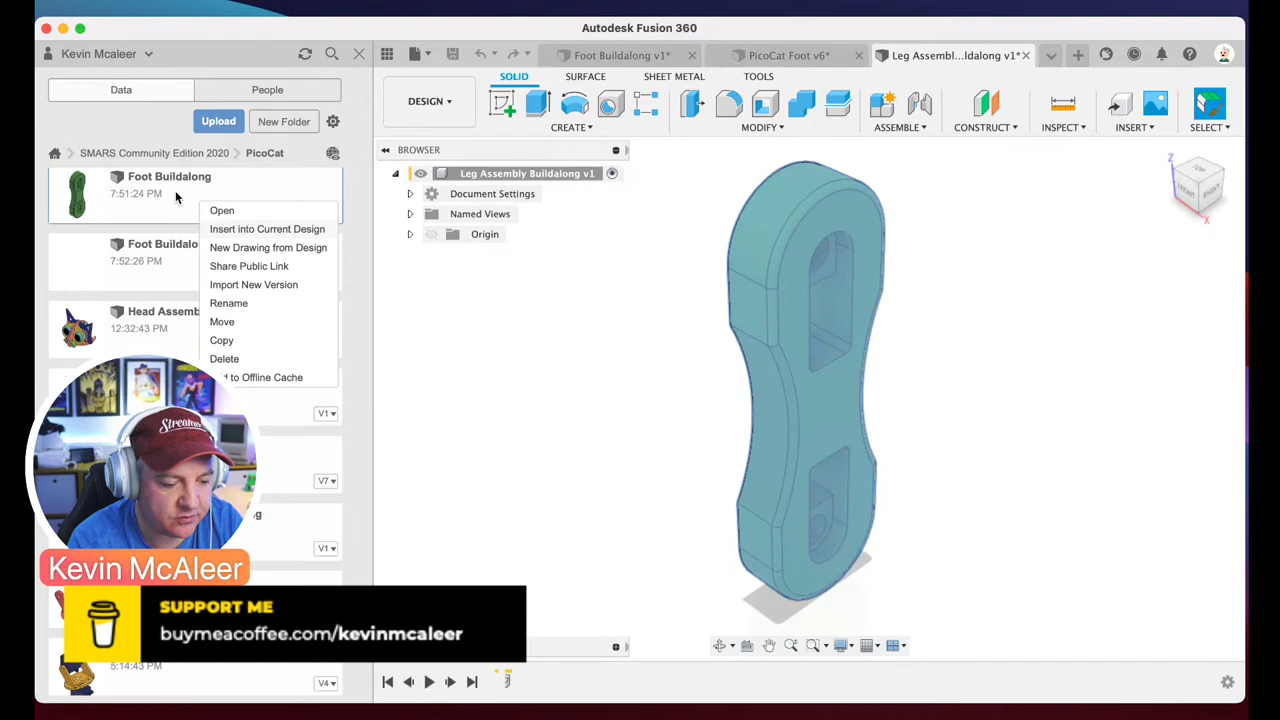 Autodesk Fusion 360
Kevin Mcaleer
Foot Buildalong v1*
PicoCat Foot v6*
Leg Assembl...ldalong v1*
Data
People
Upload
New Folder
SMARS Community Edition 2020
PicoCat
SOLID
SURFACE
SHEET METAL
TOOLS
DESIGN
CREATE
MODIFY
ASSEMBLE
CONSTRUCT
INSPECT
INSERT
SELECT
BROWSER
Leg Assembly Buildalong v1
Document Settings
Named Views
Origin
Foot Buildalong
7:51:24 PM
Foot Buildalo
7:52:26 PM
Head Assemb
12:32:43 PM
Open
Insert into Current Design
New Drawing from Design
Share Public Link
Import New Version
Rename
Move
Copy
Delete
to Offline Cache
V1
V7
V1
5:14:43 PM
V4
TOP
FRONT
RIGHT
Z
X
Streame
Kevin McAleer
SUPPORT ME
buymeacoffee.com/kevinmcaleer